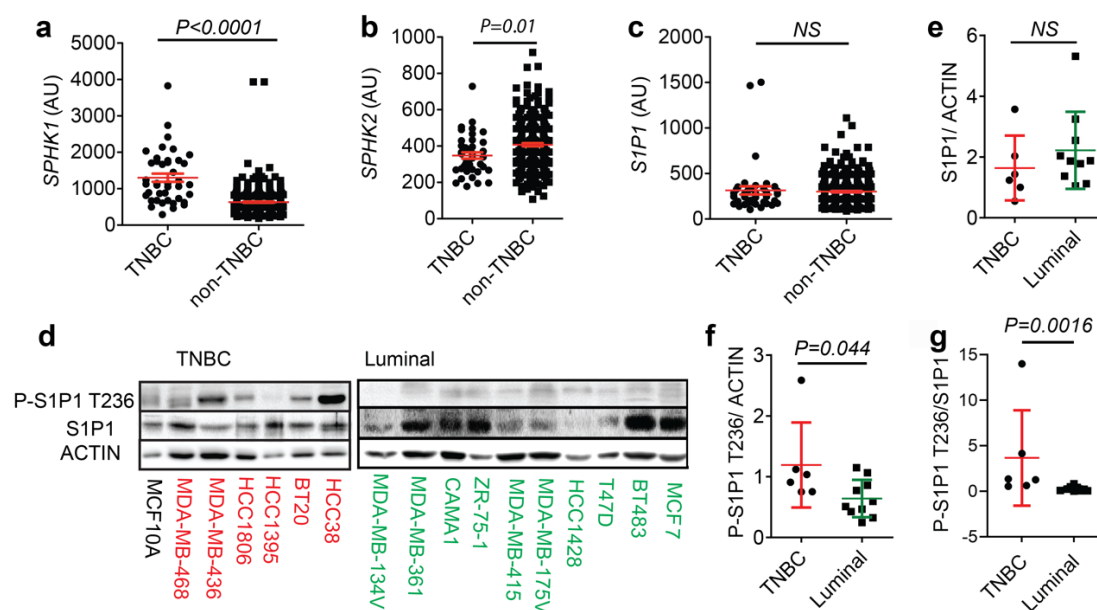 a
P<0.0001
SPHK1 (AU)
5000
4000
3000
2000
1000
0
TNBC
non-TNBC
b
P=0.01
SPHK2 (AU)
1000
800
600
400
200
0
TNBC
non-TNBC
c
NS
S1P1 (AU)
2000
1500
1000
500
0
TNBC
non-TNBC
e
NS
S1P1/ ACTIN
6
4
2
0
TNBC
Luminal
d
TNBC
Luminal
P-S1P1 T236
S1P1
ACTIN
MCF10A
MDA-MB-468
MDA-MB-436
HCC1806
HCC1395
BT20
HCC38
MDA-MB-134V
MDA-MB-361
CAMA1
ZR-75-1
MDA-MB-415
MDA-MB-175V
HCC1428
T47D
BT483
MCF7
f
P=0.044
P-S1P1 T236/ ACTIN
3
2
1
0
TNBC
Luminal
g
P=0.0016
P-S1P1 T236/S1P1
15
10
5
0
-5
TNBC
Luminal